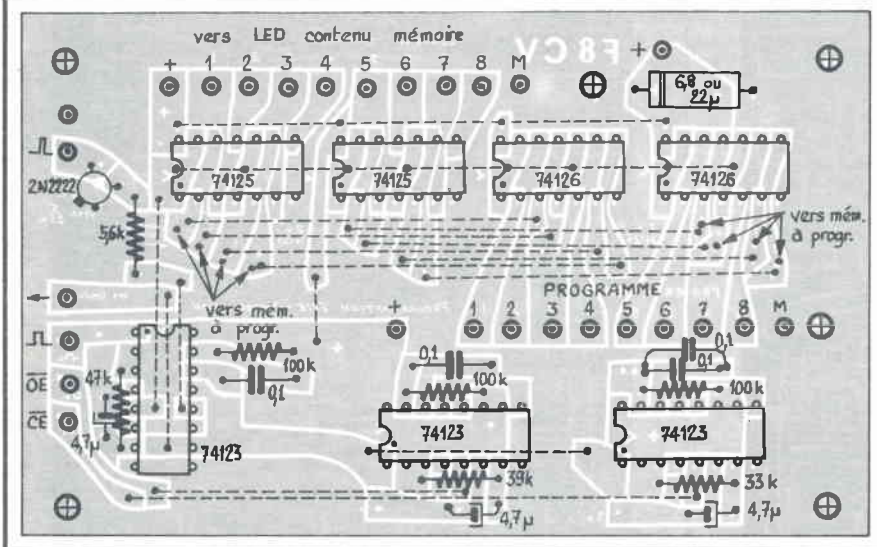 vers LED contenu mémoire
F8CV
+ 1 2 3 4 5 6 7 8 M
+
6,8 ou
22µ
2N2222
74125
74125
74126
74126
5,6k
vers mém.
à progr.
vers mém.
à progr.
PROGRAMME
+ 1 2 3 4 5 6 7 8 M
OE
CE
47k
4,7µ
74123
100k
0,1
0,1
100k
74123
39k
4,7µ
0,1
0,1
100k
74123
33k
4,7µ